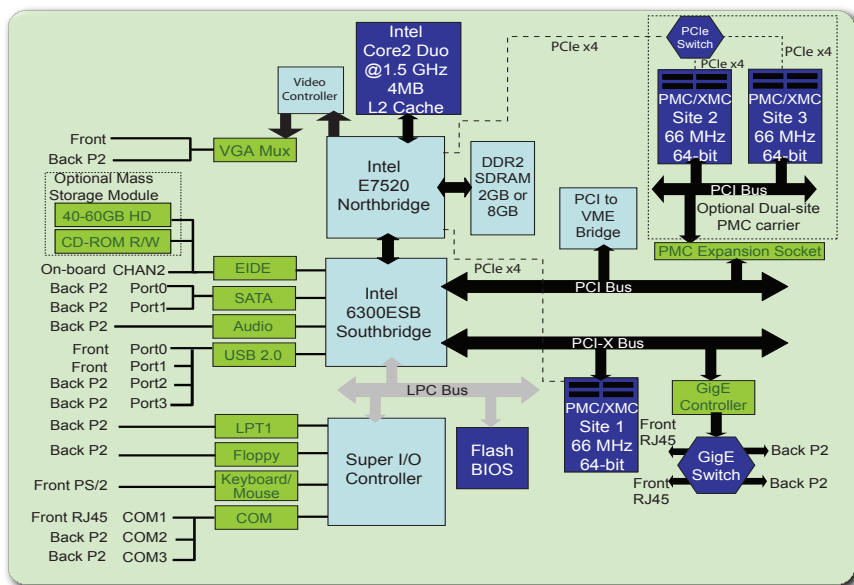 Intel
Core2 Duo
@1.5 GHz
4MB
L2 Cache
PCIe x4
PCIe
Switch
PCIe x4
PCIe x4
Video
Controller
PMC/XMC
Site 2
66 MHz
64-bit
PMC/XMC
Site 3
66 MHz
64-bit
Front
Back P2
VGA Mux
Intel
E7520
Northbridge
DDR2
SDRAM
2GB or
8GB
PCI to
VME
Bridge
PCI Bus
Optional Dual-site
PMC carrier
PMC Expansion Socket
Optional Mass
Storage Module
40-60GB HD
CD-ROM R/W
On-board CHAN2
EIDE
PCIe x4
Back P2 Port0
Back P2 Port1
SATA
Intel
6300ESB
Southbridge
PCI Bus
Back P2
Audio
PCI-X Bus
Front Port0
Front Port1
Back P2 Port2
Back P2 Port3
USB 2.0
LPC Bus
PMC/XMC
Site 1
66 MHz
64-bit
GigE
Controller
Back P2
LPT1
Back P2
Floppy
Super I/O
Controller
Flash
BIOS
Front
RJ45
GigE
Switch
Back P2
Front PS/2
Keyboard/
Mouse
Front
RJ45
Back P2
Front RJ45 COM1
Back P2 COM2
Back P2 COM3
COM